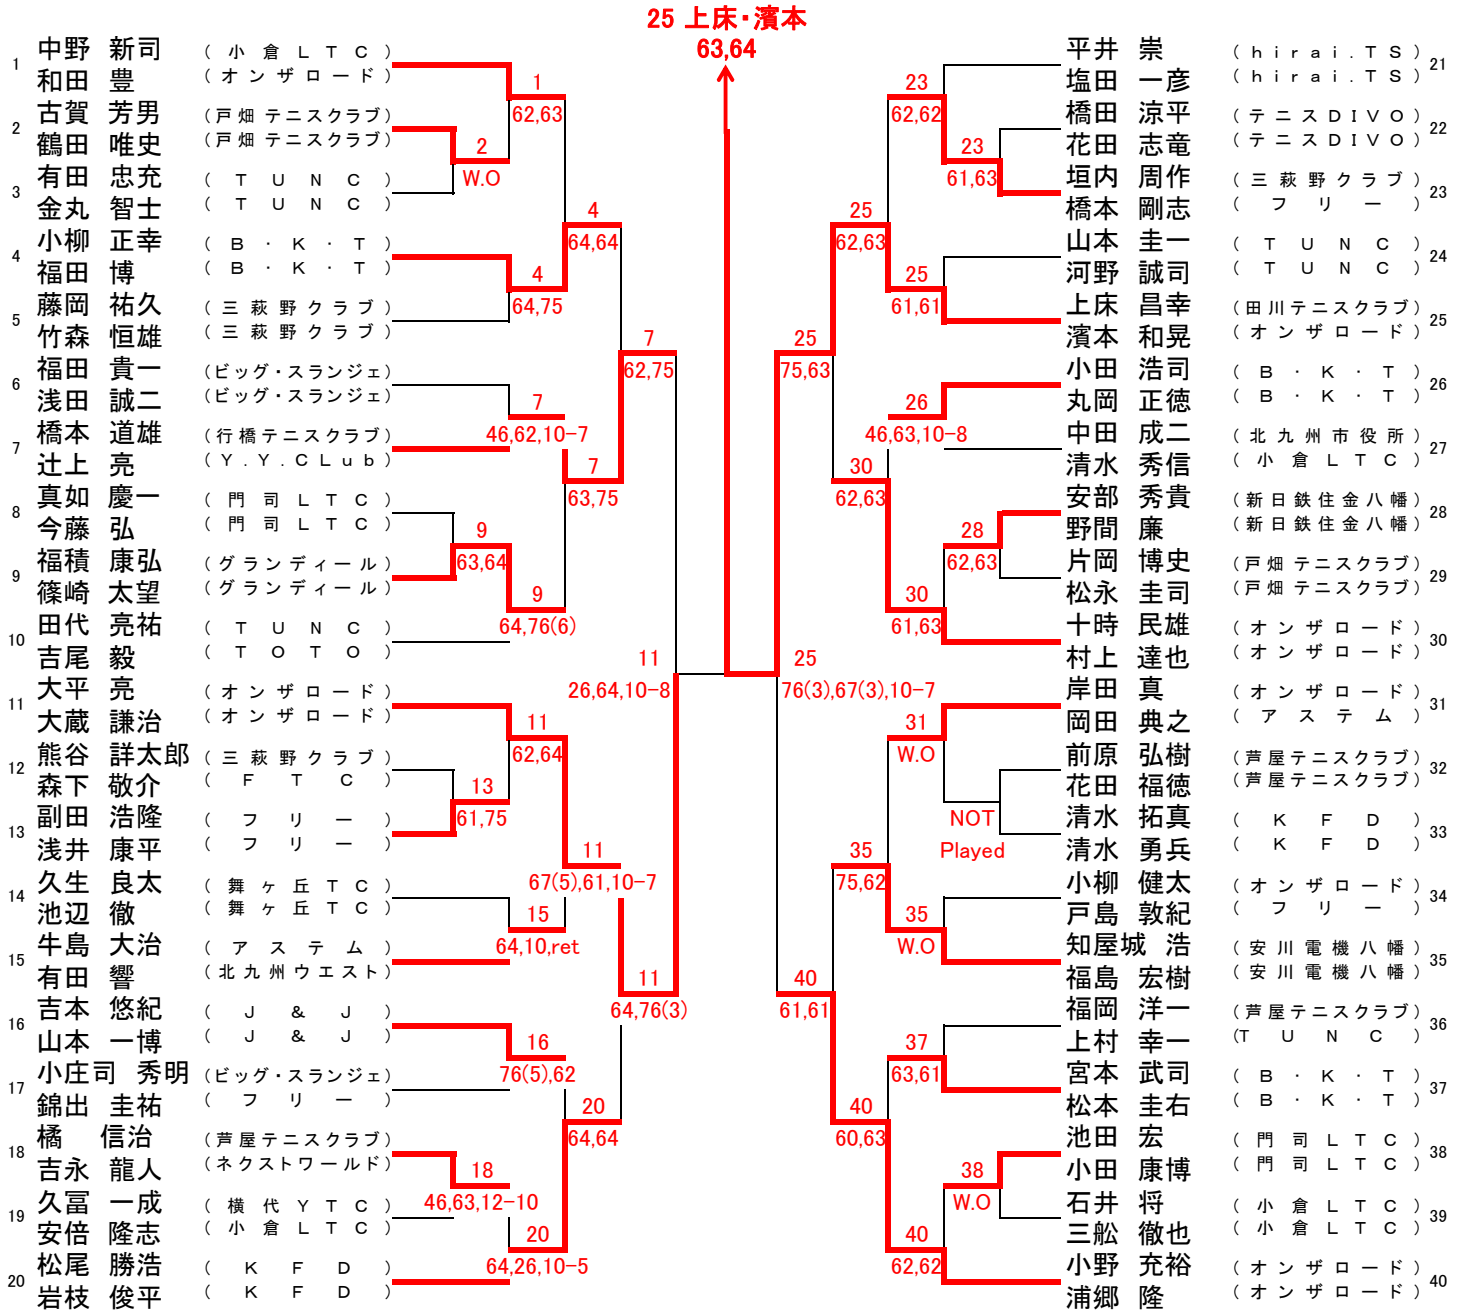 25 上床・濱本
63,64
1 中野 新司 (小倉LTC)
和田 豊 (オンザロード)
2 古賀 芳男 (戸畑テニスクラブ)
鶴田 唯史 (戸畑テニスクラブ)
3 有田 忠充 (TUNC)
金丸 智士 (TUNC)
4 小柳 正幸 (B・K・T)
福田 博 (B・K・T)
5 藤岡 祐久 (三萩野クラブ)
竹森 恒雄 (三萩野クラブ)
6 福田 貴一 (ビッグ・スランジェ)
浅田 誠二 (ビッグ・スランジェ)
7 橋本 道雄 (行橋テニスクラブ)
辻上 亮 (Y.Y.CLub)
8 真如 慶一 (門司LTC)
今藤 弘 (門司LTC)
9 福積 康弘 (グランディール)
篠崎 太望 (グランディール)
10 田代 亮祐 (TUNC)
吉尾 毅 (TOTO)
11 大平 亮 (オンザロード)
大蔵 謙治 (オンザロード)
12 熊谷 詳太郎 (三萩野クラブ)
森下 敬介 (FTC)
13 副田 浩隆 (フリー)
浅井 康平 (フリー)
14 久生 良太 (舞ヶ丘TC)
池辺 徹 (舞ヶ丘TC)
15 牛島 大治 (アステム)
有田 響 (北九州ウエスト)
16 吉本 悠紀 (J&J)
山本 一博 (J&J)
17 小庄司 秀明 (ビッグ・スランジェ)
錦出 圭祐 (フリー)
18 橘 信治 (芦屋テニスクラブ)
吉永 龍人 (ネクストワールド)
19 久冨 一成 (横代YTC)
安倍 隆志 (小倉LTC)
20 松尾 勝浩 (KFD)
岩枝 俊平 (KFD)
1
62,63
2
W.O
4
64,64
4
64,75
7
62,75
7
46,62,10-7
7
63,75
9
63,64
9
64,76(6)
11
26,64,10-8
11
62,64
13
61,75
11
67(5),61,10-7
15
64,10,ret
11
64,76(3)
16
76(5),62
20
64,64
18
46,63,12-10
20
64,26,10-5
23
62,62
23
61,63
25
62,63
25
61,61
25
75,63
26
46,63,10-8
30
62,63
28
62,63
30
61,63
25
76(3),67(3),10-7
31
W.O
NOT
Played
35
75,62
35
W.O
40
61,61
37
63,61
40
60,63
38
W.O
40
62,62
平井 崇 (hirai.TS) 21
塩田 一彦 (hirai.TS)
橋田 涼平 (テニスDIVO) 22
花田 志竜 (テニスDIVO)
垣内 周作 (三萩野クラブ) 23
橋本 剛志 (フリー)
山本 圭一 (TUNC) 24
河野 誠司 (TUNC)
上床 昌幸 (田川テニスクラブ) 25
濱本 和晃 (オンザロード)
小田 浩司 (B・K・T) 26
丸岡 正徳 (B・K・T)
中田 成二 (北九州市役所) 27
清水 秀信 (小倉LTC)
安部 秀貴 (新日鉄住金八幡) 28
野間 廉 (新日鉄住金八幡)
片岡 博史 (戸畑テニスクラブ) 29
松永 圭司 (戸畑テニスクラブ)
十時 民雄 (オンザロード) 30
村上 達也 (オンザロード)
岸田 真 (オンザロード) 31
岡田 典之 (アステム)
前原 弘樹 (芦屋テニスクラブ) 32
花田 福徳 (芦屋テニスクラブ)
清水 拓真 (KFD) 33
清水 勇兵 (KFD)
小柳 健太 (オンザロード) 34
戸島 敦紀 (フリー)
知屋城 浩 (安川電機八幡) 35
福島 宏樹 (安川電機八幡)
福岡 洋一 (芦屋テニスクラブ) 36
上村 幸一 (TUNC)
宮本 武司 (B・K・T) 37
松本 圭右 (B・K・T)
池田 宏 (門司LTC) 38
小田 康博 (門司LTC)
石井 将 (小倉LTC) 39
三舩 徹也 (小倉LTC)
小野 充裕 (オンザロード) 40
浦郷 隆 (オンザロード)